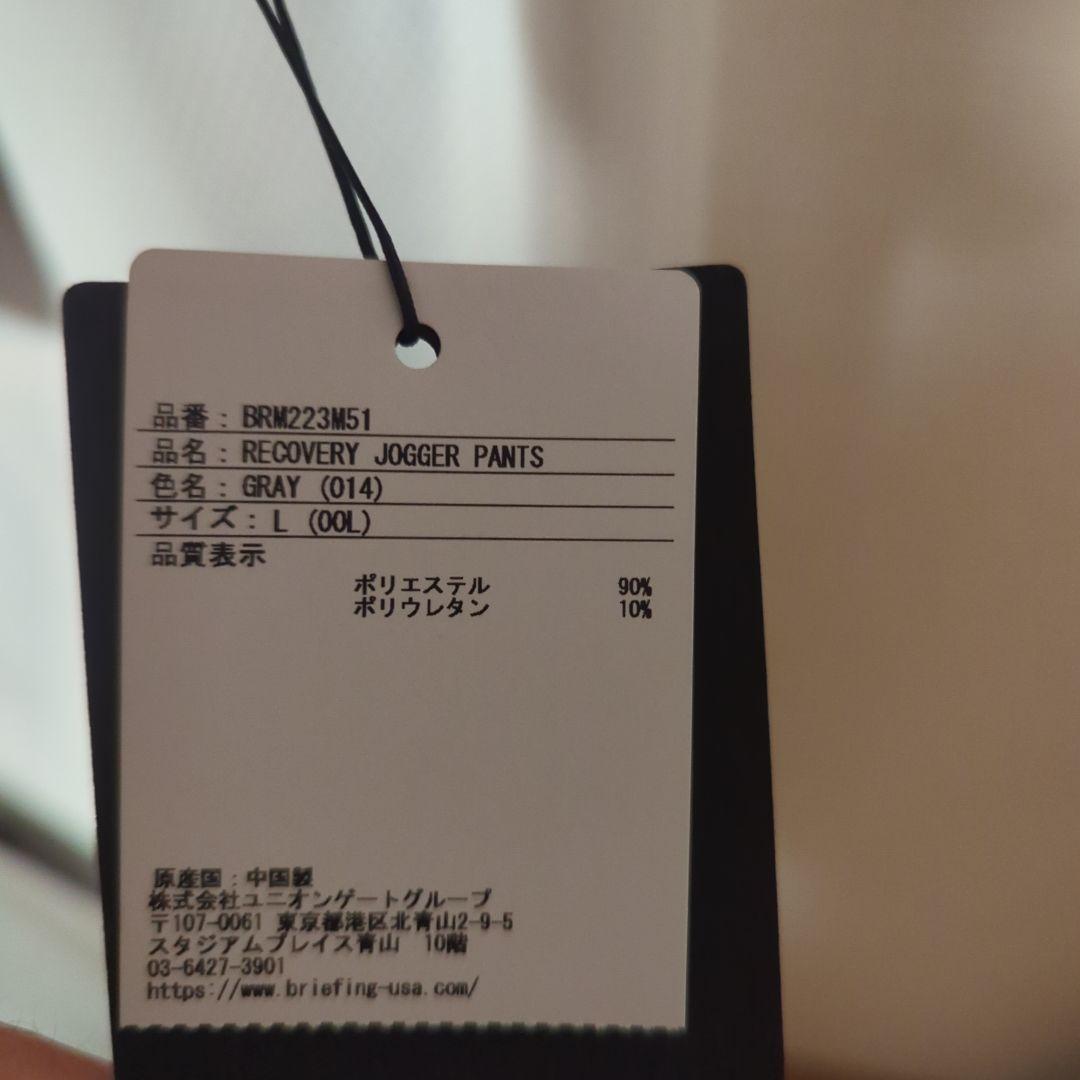 品番：BRM223M51
品名：RECOVERY JOGGER PANTS
色名：GRAY (014)
サイズ：L (00L)
品質表示
ポリエステル 90%
ポリウレタン 10%
原産国：中国製
株式会社ユニオンゲートグループ
〒107-0061 東京都港区北青山2-9-5
スタジアムプレイス青山 10階
03-6427-3901
https://www.briefing-usa.com/